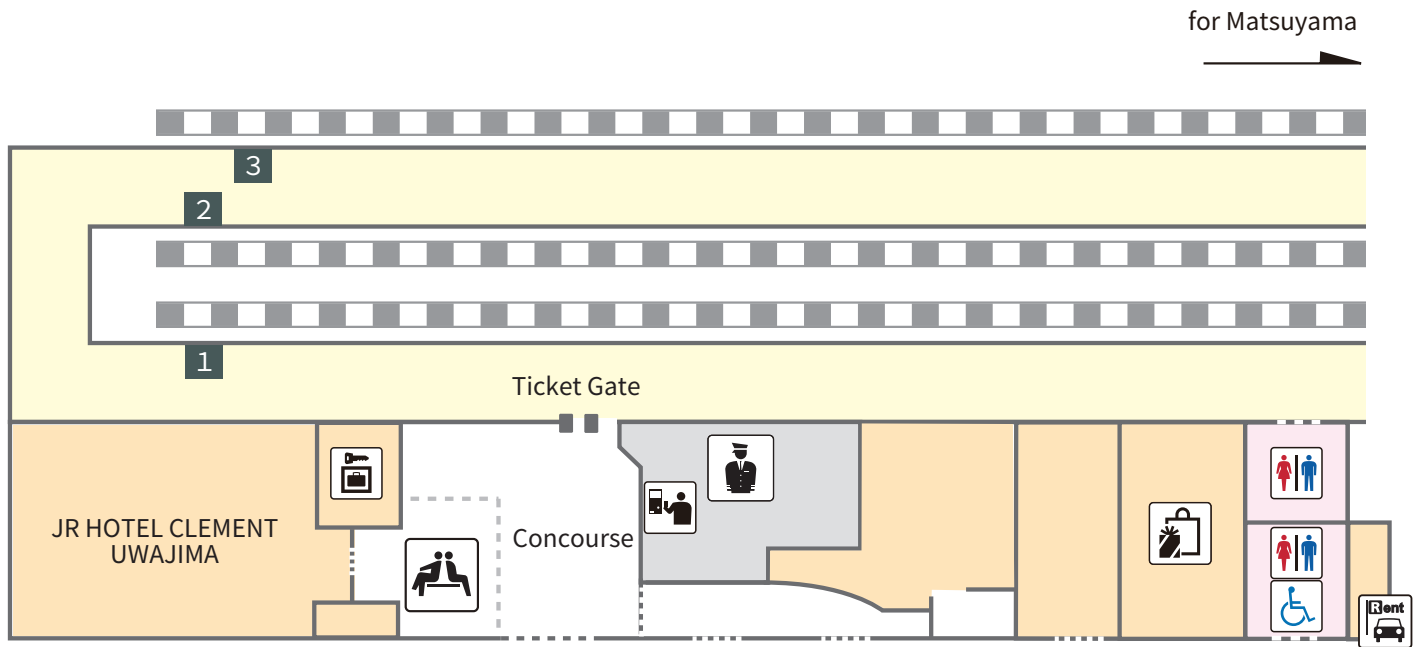 for Matsuyama
3
2
1
Ticket Gate
JR HOTEL CLEMENT
UWAJIMA
Concourse
Rent